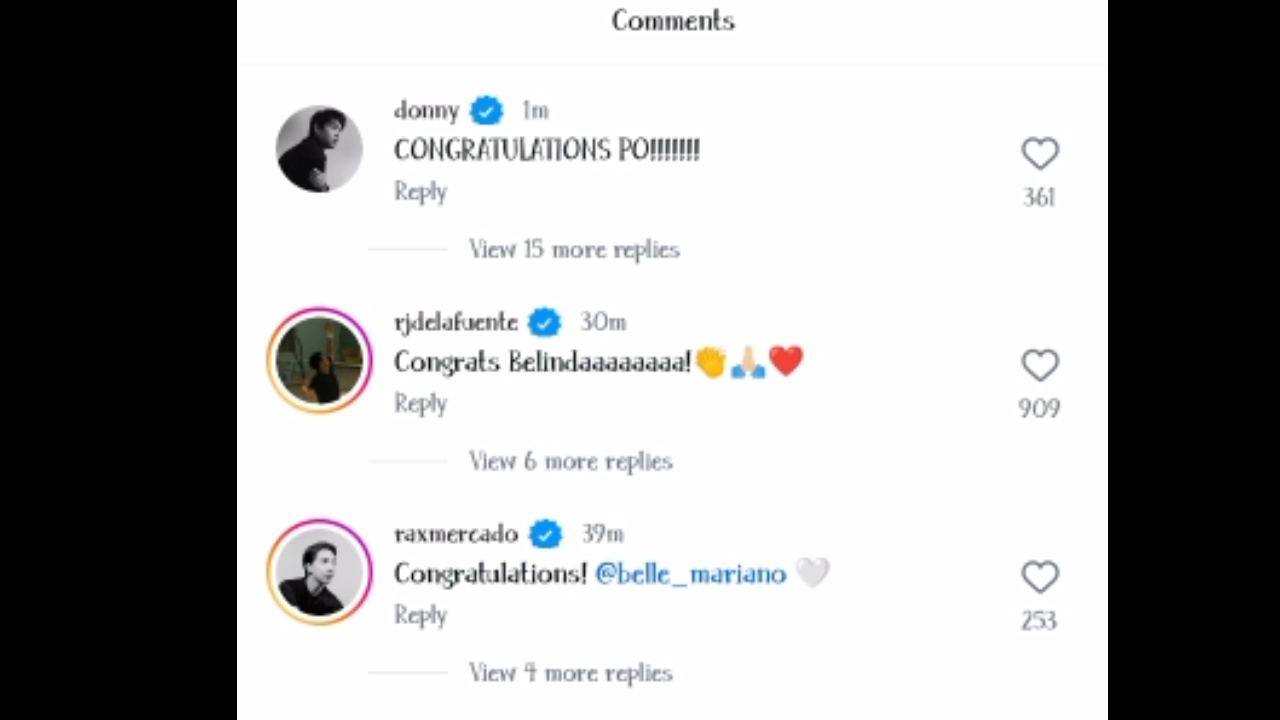 Comments
donny 1m
CONGRATULATIONS PO!!!!!!!
Reply
361
View 15 more replies
rjdelafuente 30m
Congrats Belindaaaaaaaaa!👏🙏🏻❤️
Reply
909
View 6 more replies
raxmercado 39m
Congratulations! @belle_mariano 🤍
Reply
253
View 4 more replies